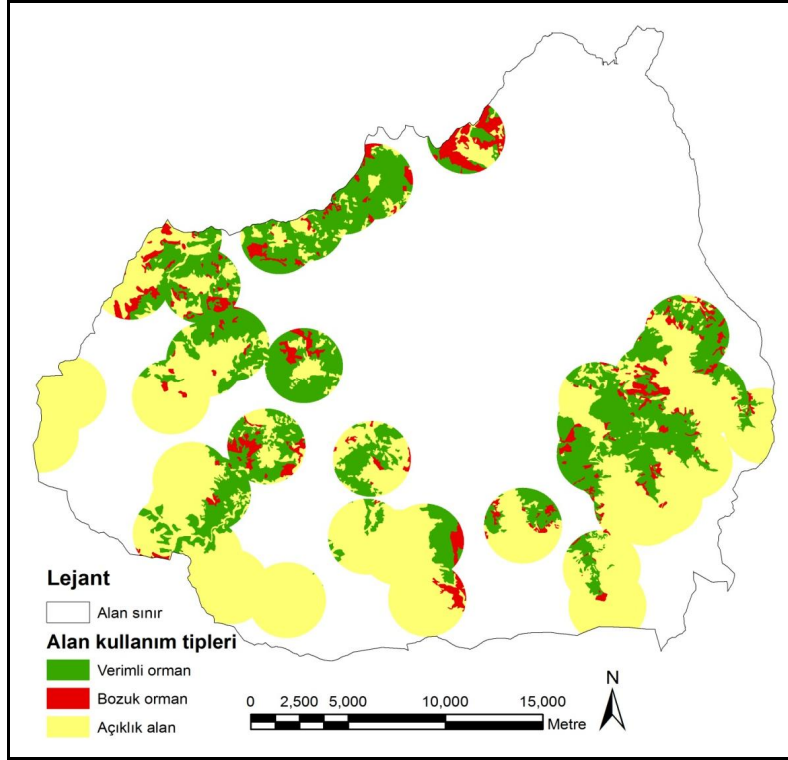 Lejant
Alan sınır
Alan kullanım tipleri
Verimli orman
Bozuk orman
Açıklık alan
0 2,500 5,000 10,000 15,000
Metre
N